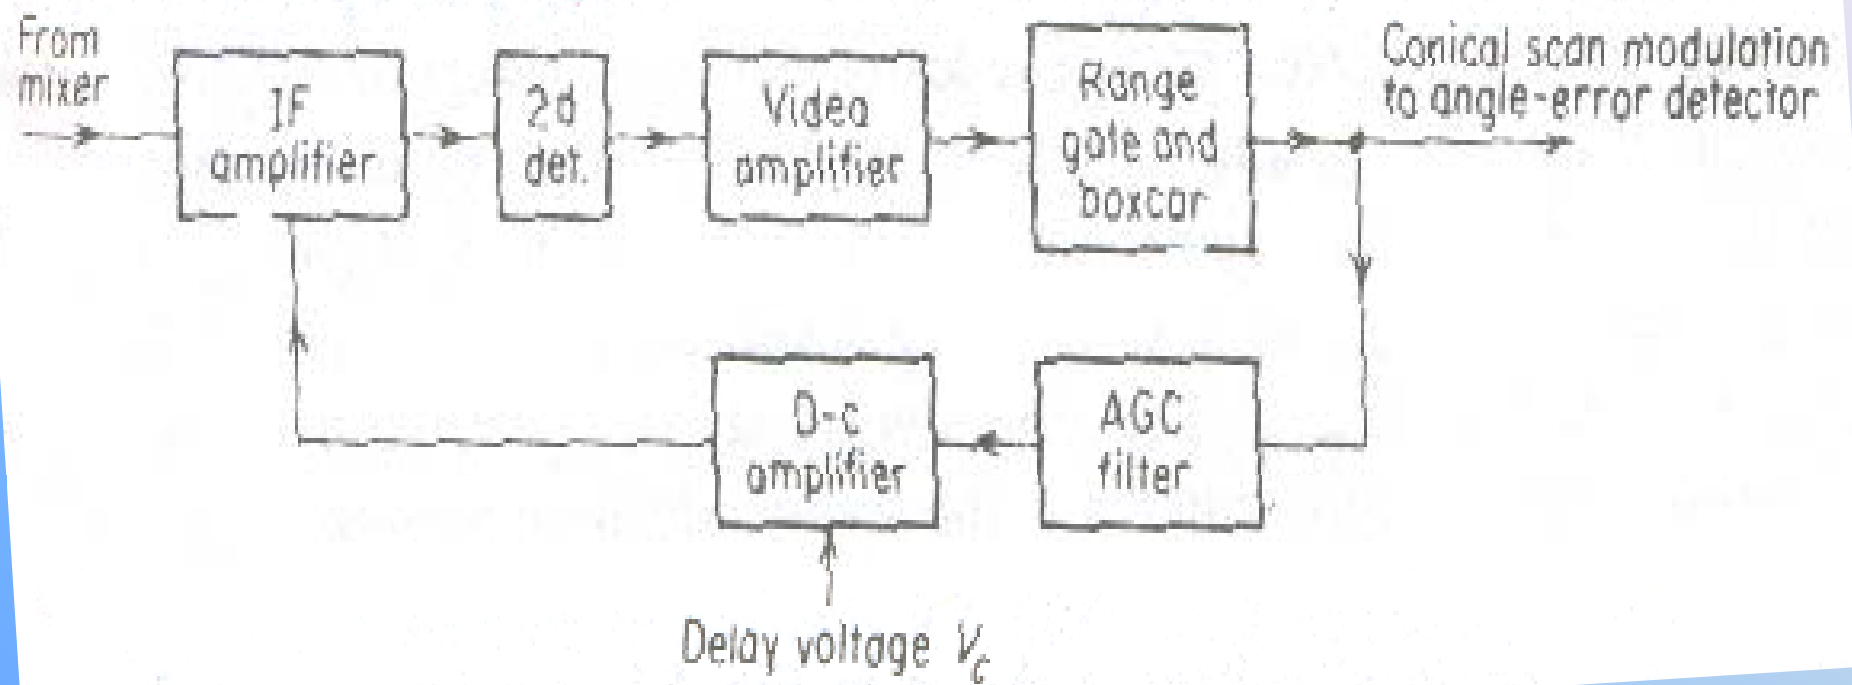 From
mixer
IF
amplifier
2d
det.
Video
amplifier
Range
gate and
boxcar
Conical scan modulation
to angle-error detector
D-c
amplifier
AGC
filter
Delay voltage Vc